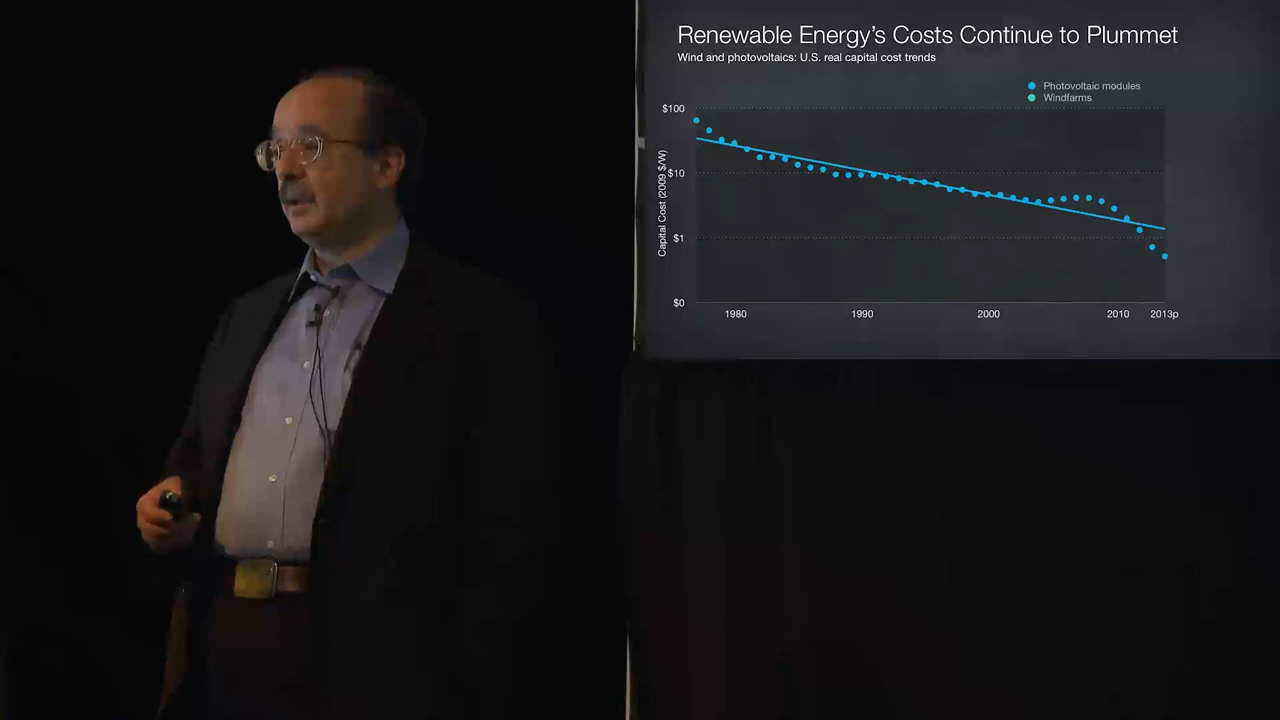 Renewable Energy's Costs Continue to Plummet
Wind and photovoltaics: U.S. real capital cost trends
Photovoltaic modules
Windfarms
$100
$10
$1
$0
Capital Cost (2009 $/W)
1980 1990 2000 2010 2013p